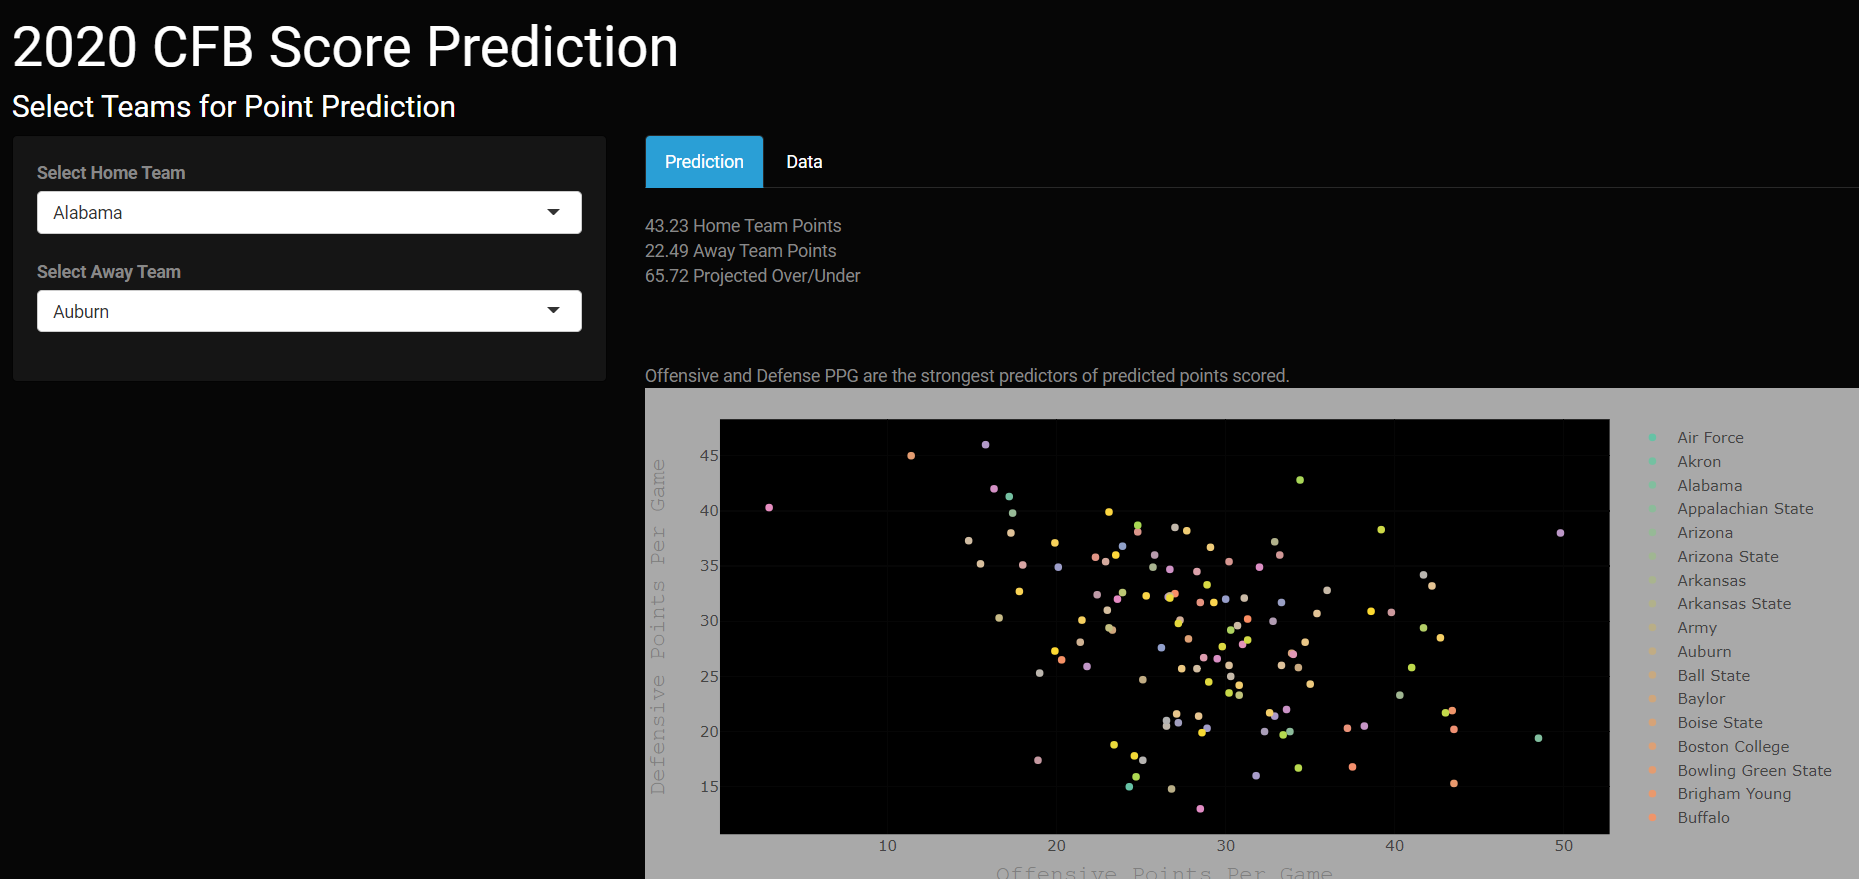 2020 CFB Score Prediction
Select Teams for Point Prediction
Select Home Team
Alabama
Select Away Team
Auburn
Prediction Data
43.23 Home Team Points
22.49 Away Team Points
65.72 Projected Over/Under
Offensive and Defense PPG are the strongest predictors of predicted points scored.
Defensive Points Per Game
45
40
35
30
25
20
15
10 20 30 40 50
Offensive Points Per Game
Air Force
Akron
Alabama
Appalachian State
Arizona
Arizona State
Arkansas
Arkansas State
Army
Auburn
Ball State
Baylor
Boise State
Boston College
Bowling Green State
Brigham Young
Buffalo